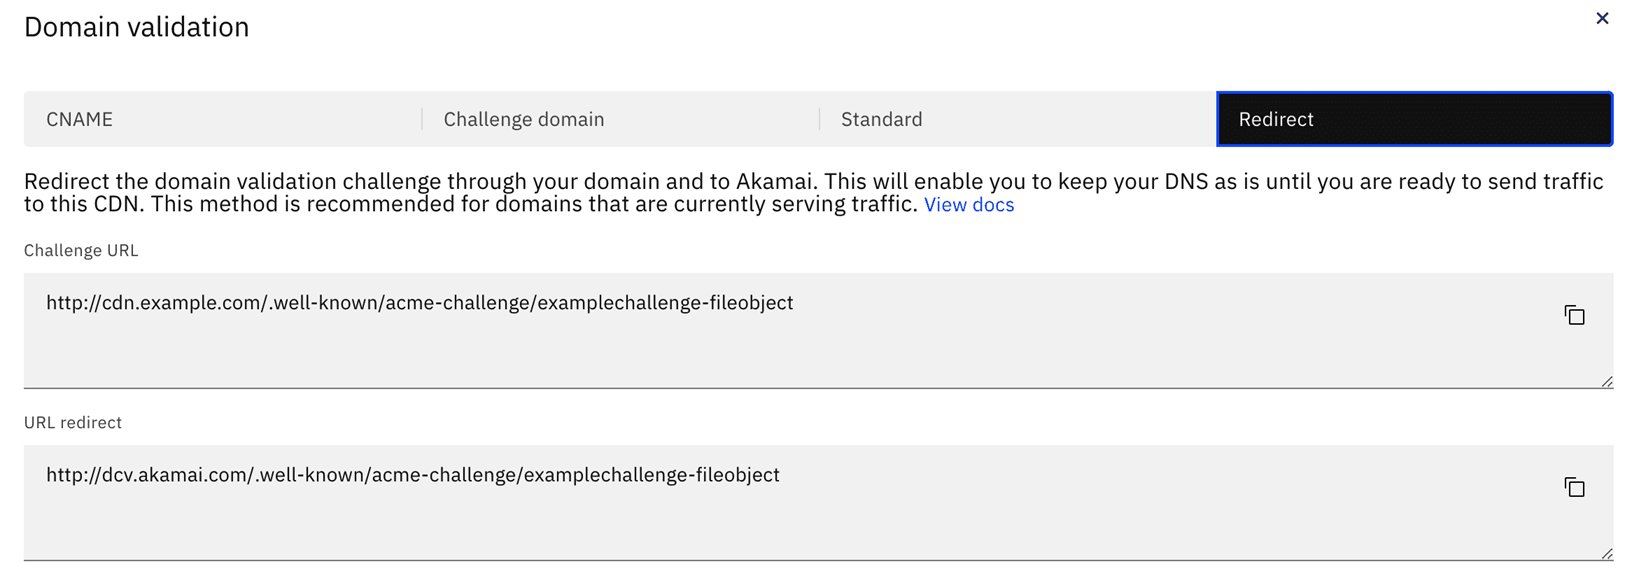 Domain validation
CNAME
Challenge domain
Standard
Redirect
Redirect the domain validation challenge through your domain and to Akamai. This will enable you to keep your DNS as is until you are ready to send traffic
to this CDN. This method is recommended for domains that are currently serving traffic. View docs
Challenge URL
http://cdn.example.com/.well-known/acme-challenge/examplechallenge-fileobject
URL redirect
http://dcv.akamai.com/.well-known/acme-challenge/examplechallenge-fileobject